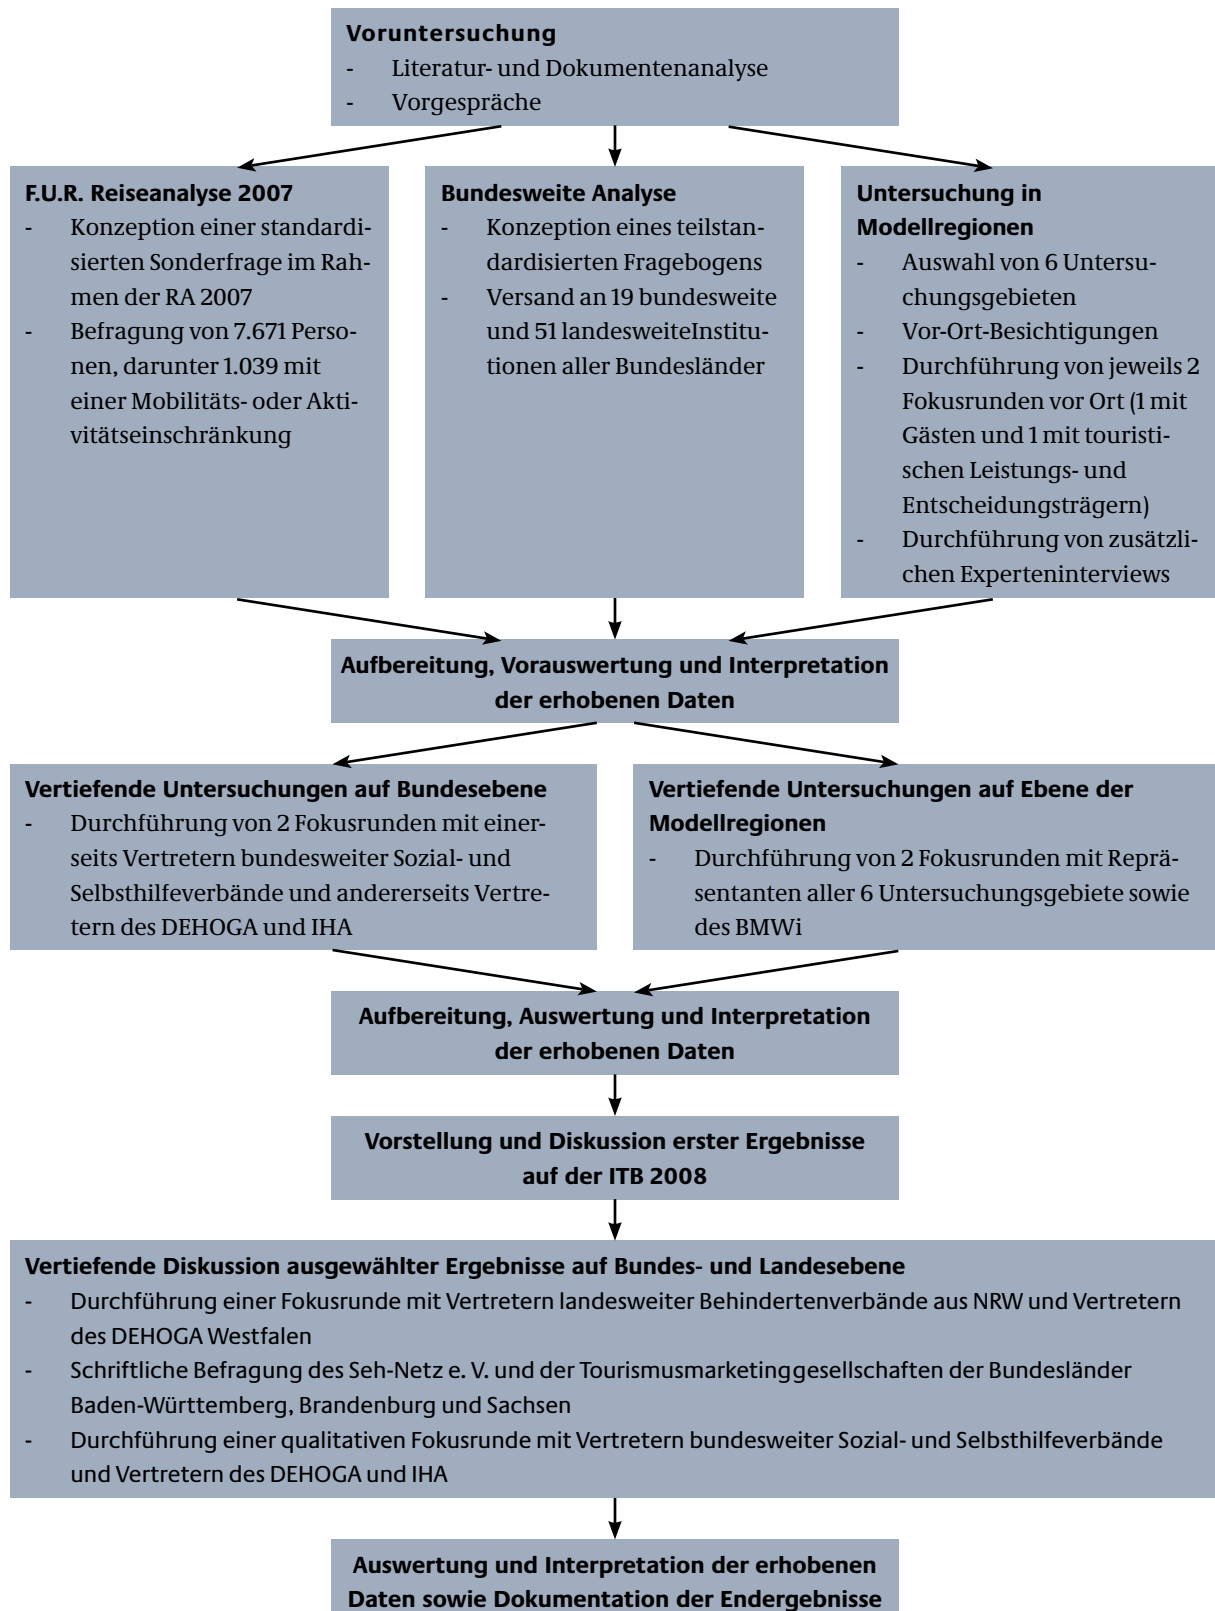 Voruntersuchung
- Literatur- und Dokumentenanalyse
- Vorgespräche
F.U.R. Reiseanalyse 2007
- Konzeption einer standardi-
sierten Sonderfrage im Rah-
men der RA 2007
- Befragung von 7.671 Perso-
nen, darunter 1.039 mit
einer Mobilitäts- oder Akti-
vitätseinschränkung
Bundesweite Analyse
- Konzeption eines teilstan-
dardisierten Fragebogens
- Versand an 19 bundesweite
und 51 landesweiteInstitu-
tionen aller Bundesländer
Untersuchung in
Modellregionen
- Auswahl von 6 Untersu-
chungsgebieten
- Vor-Ort-Besichtigungen
- Durchführung von jeweils 2
Fokusrunden vor Ort (1 mit
Gästen und 1 mit touristi-
schen Leistungs- und
Entscheidungsträgern)
- Durchführung von zusätzli-
chen Experteninterviews
Aufbereitung, Vorauswertung und Interpretation
der erhobenen Daten
Vertiefende Untersuchungen auf Bundesebene
- Durchführung von 2 Fokusrunden mit einer-
seits Vertretern bundesweiter Sozial- und
Selbsthilfeverbände und andererseits Vertre-
tern des DEHOGA und IHA
Vertiefende Untersuchungen auf Ebene der
Modellregionen
- Durchführung von 2 Fokusrunden mit Reprä-
sentanten aller 6 Untersuchungsgebiete sowie
des BMWi
Aufbereitung, Auswertung und Interpretation
der erhobenen Daten
Vorstellung und Diskussion erster Ergebnisse
auf der ITB 2008
Vertiefende Diskussion ausgewählter Ergebnisse auf Bundes- und Landesebene
- Durchführung einer Fokusrunde mit Vertretern landesweiter Behindertenverbände aus NRW und Vertretern
des DEHOGA Westfalen
- Schriftliche Befragung des Seh-Netz e. V. und der Tourismusmarketinggesellschaften der Bundesländer
Baden-Württemberg, Brandenburg und Sachsen
- Durchführung einer qualitativen Fokusrunde mit Vertretern bundesweiter Sozial- und Selbsthilfeverbände
und Vertretern des DEHOGA und IHA
Auswertung und Interpretation der erhobenen
Daten sowie Dokumentation der Endergebnisse